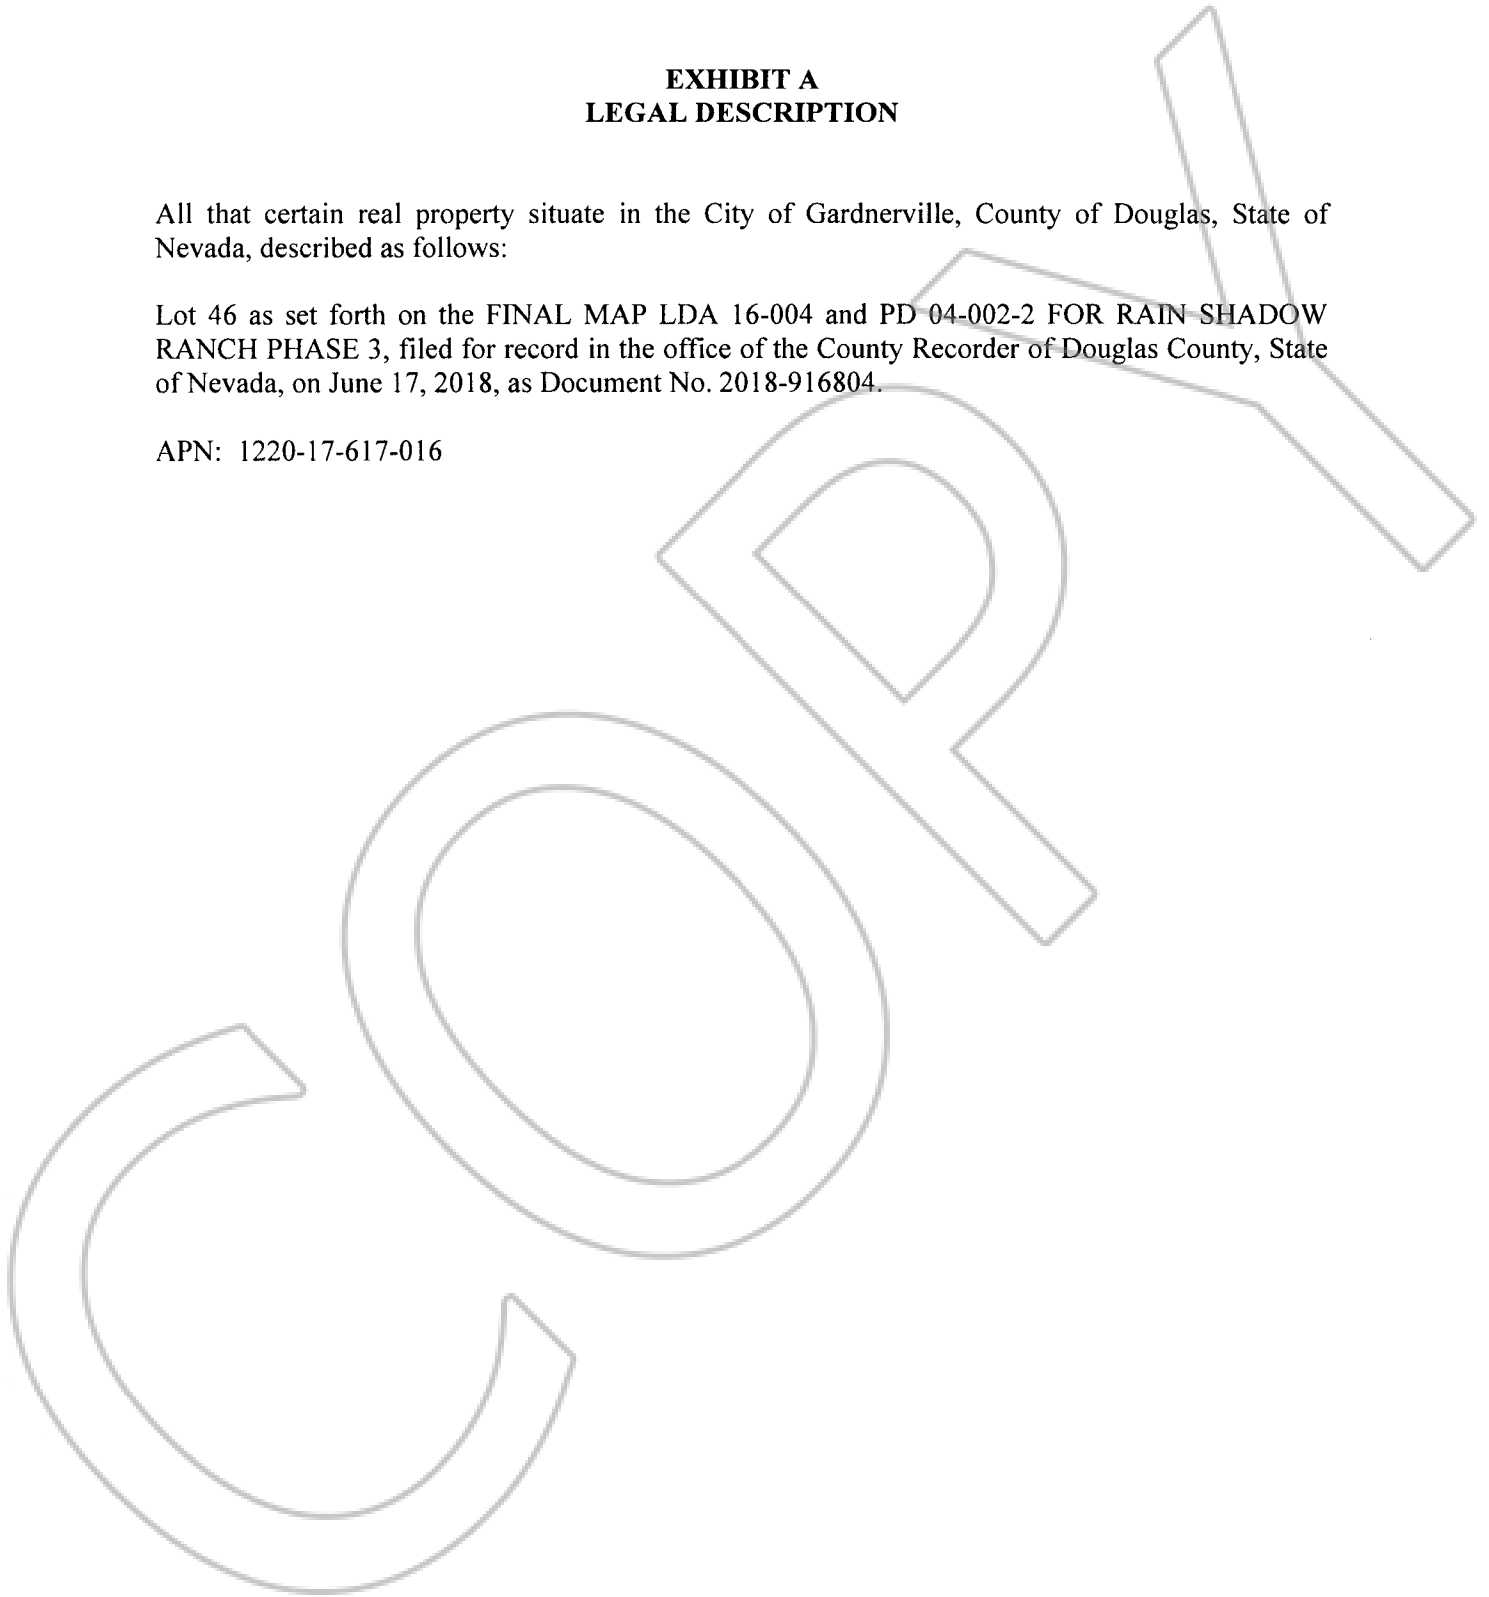 EXHIBIT A
LEGAL DESCRIPTION
All that certain real property situate in the City of Gardnerville, County of Douglas, State of
Nevada, described as follows:
Lot 46 as set forth on the FINAL MAP LDA 16-004 and PD 04-002-2 FOR RAIN SHADOW
RANCH PHASE 3, filed for record in the office of the County Recorder of Douglas County, State
of Nevada, on June 17, 2018, as Document No. 2018-916804.
APN: 1220-17-617-016
COPY